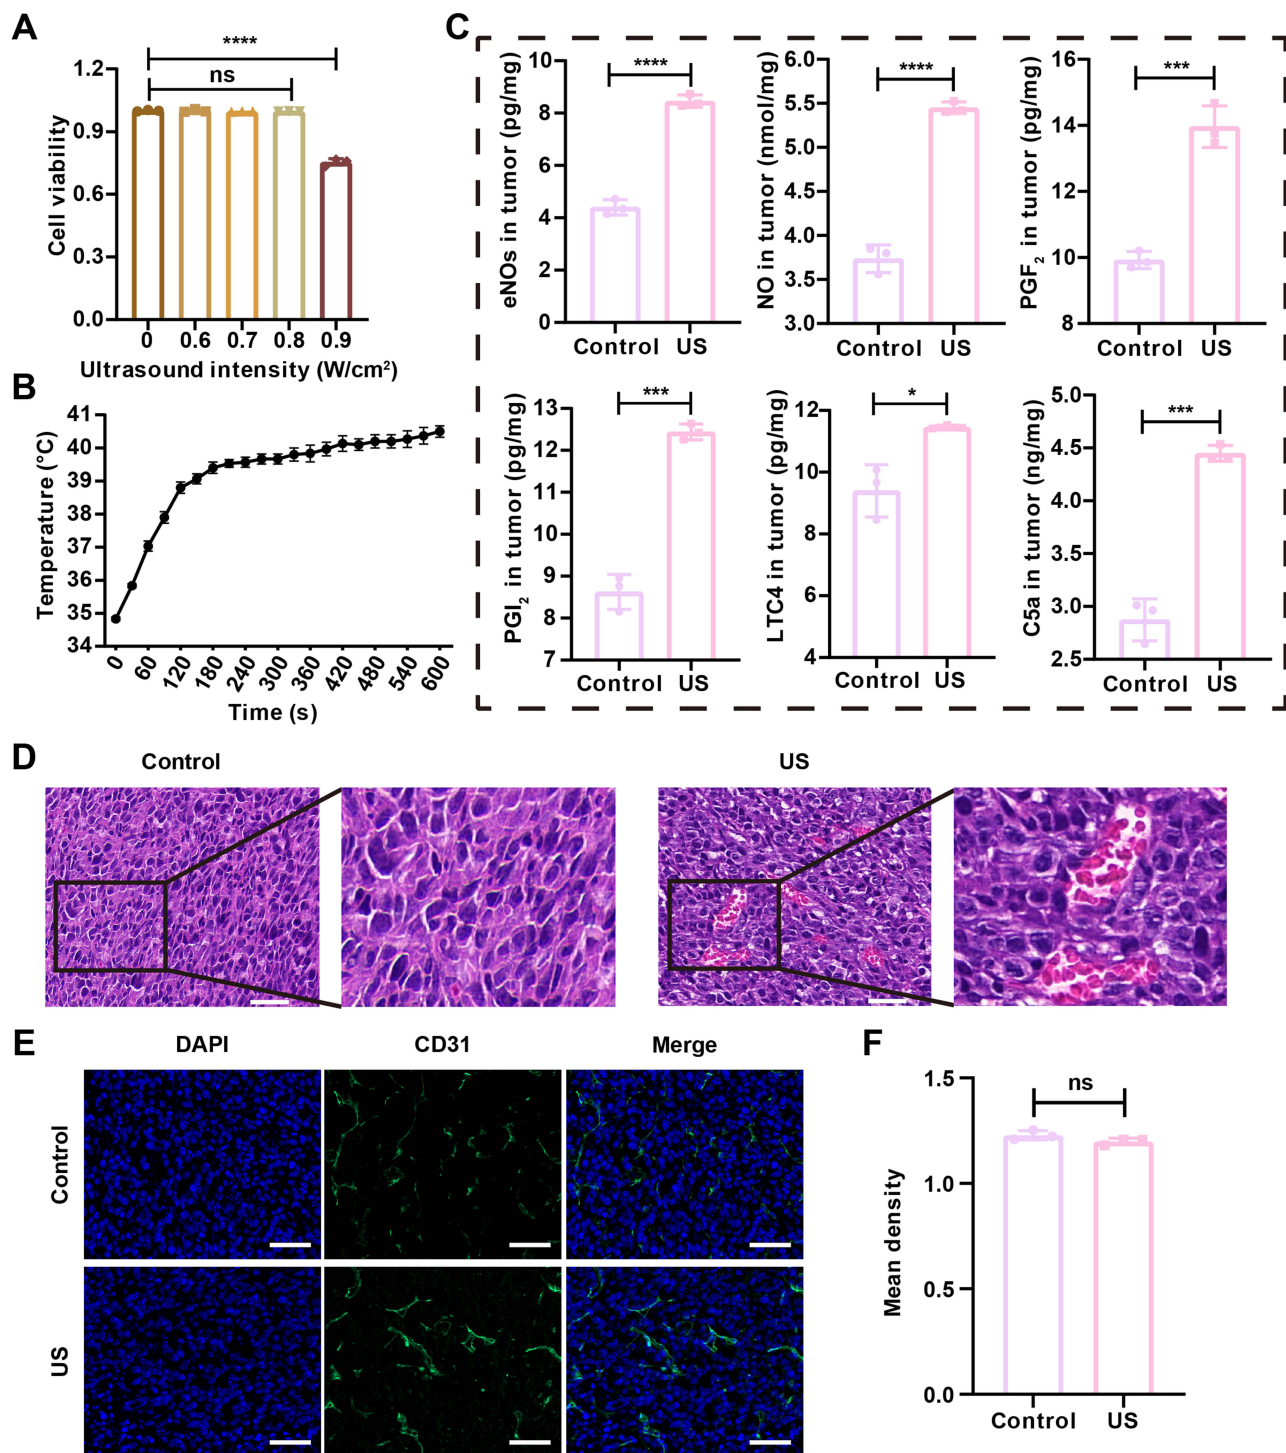 A
****
ns
Cell viability
1.2
0.9
0.6
0.3
0.0
0 0.6 0.7 0.8 0.9
Ultrasound intensity (W/cm²)
B
Temperature (°C)
41
40
39
38
37
36
35
34
0 60 120 180 240 300 360 420 480 540 600
Time (s)
C
eNOs in tumor (pg/mg)
10
8
6
4
2
0
****
Control US
NO in tumor (nmol/mg)
6.0
5.5
5.0
4.5
4.0
3.5
3.0
****
Control US
PGF₂ in tumor (pg/mg)
16
14
12
10
8
***
Control US
PGI₂ in tumor (pg/mg)
13
12
11
10
9
8
7
***
Control US
LTC4 in tumor (pg/mg)
12
10
8
6
4
*
Control US
C5a in tumor (ng/mg)
5.0
4.5
4.0
3.5
3.0
2.5
***
Control US
D
Control
US
E
DAPI CD31 Merge
Control
US
F
Mean density
1.5
1.0
0.5
0.0
ns
Control US